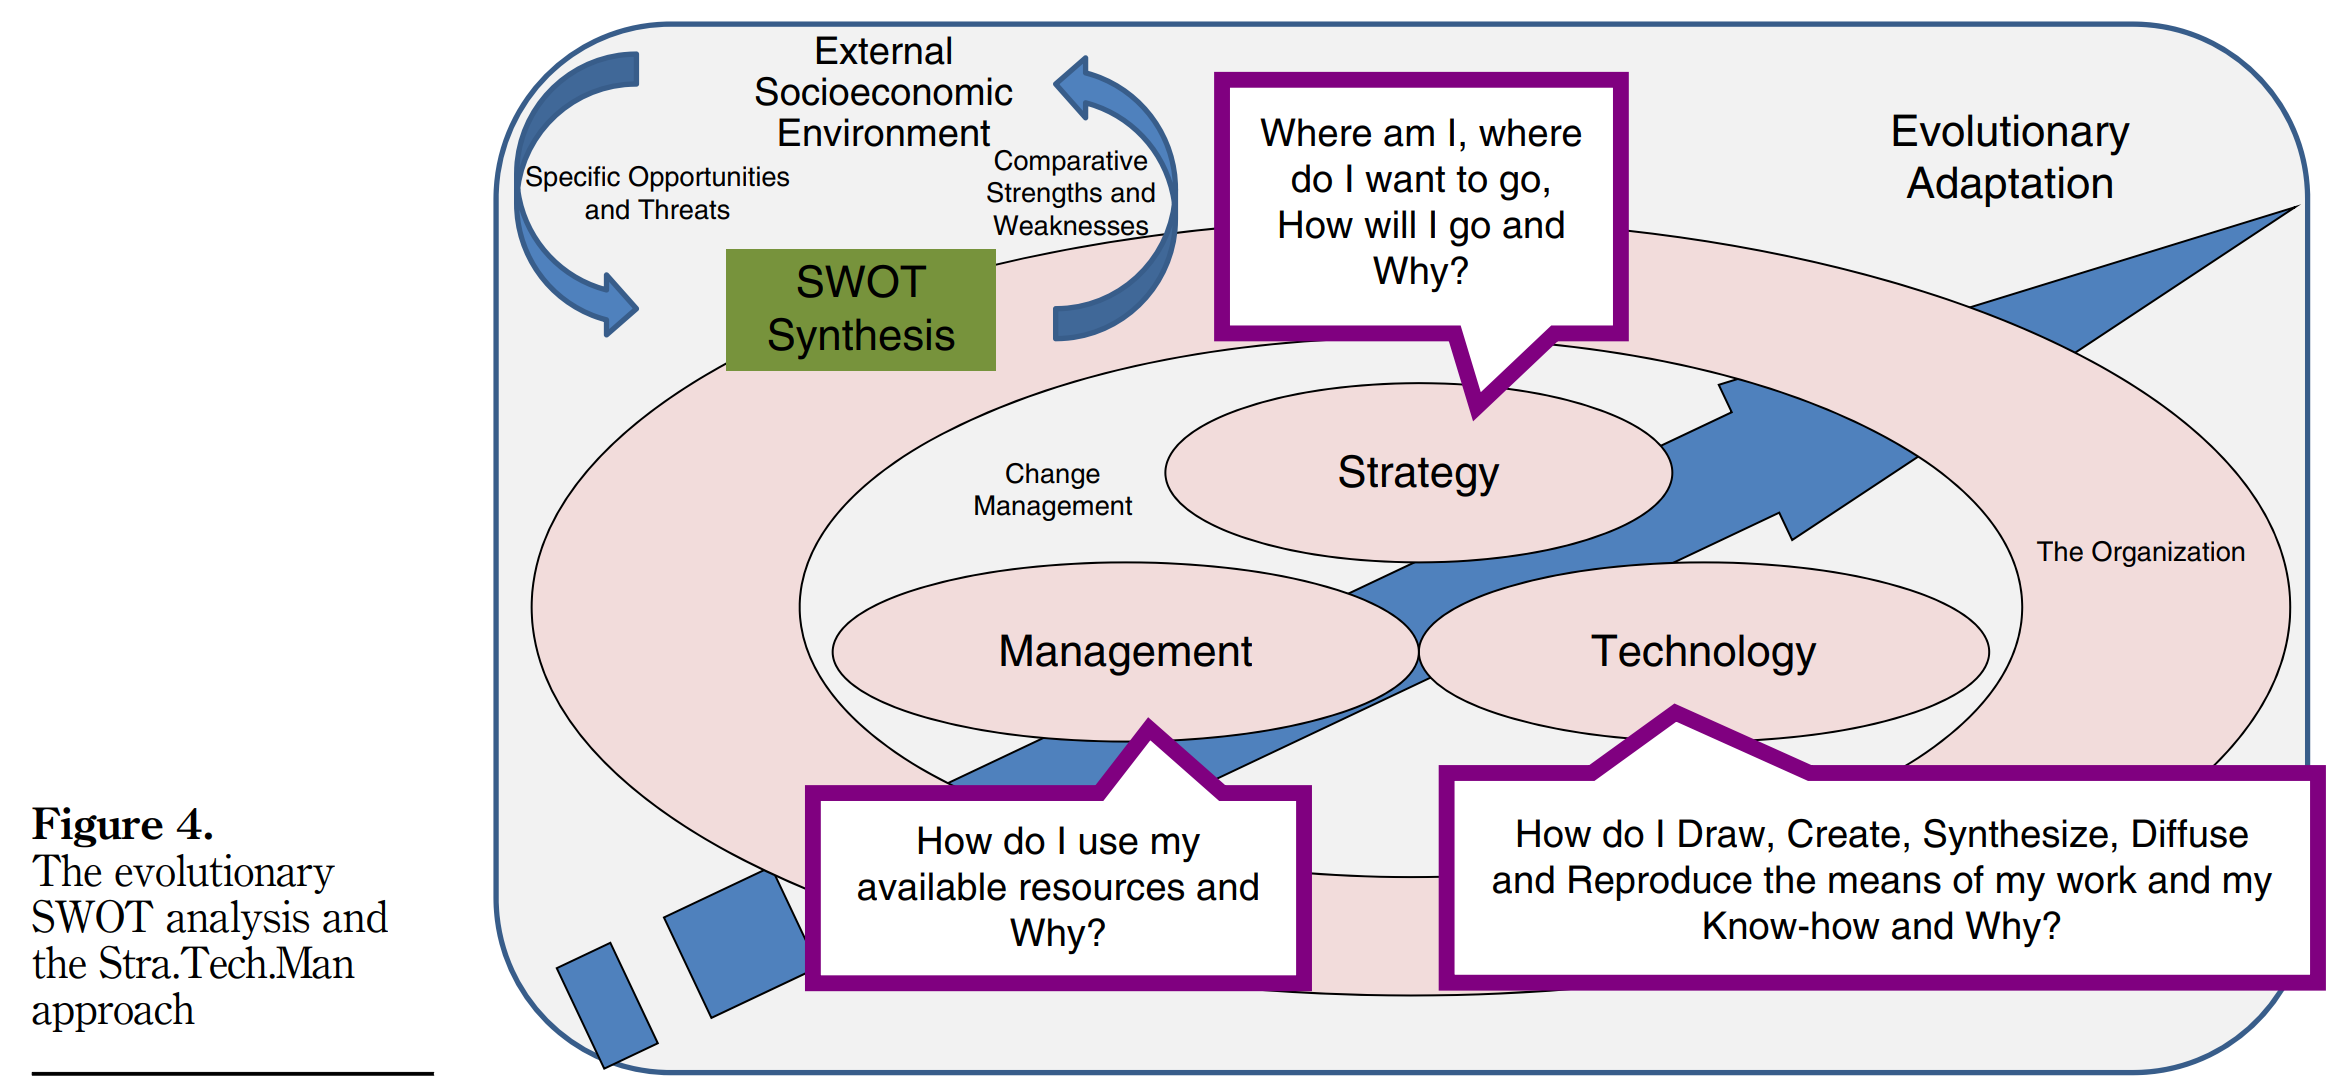 External
Socioeconomic
Environment
Specific Opportunities
and Threats
Comparative
Strengths and
Weaknesses
SWOT
Synthesis
Where am I, where
do I want to go,
How will I go and
Why?
Evolutionary
Adaptation
Change
Management
Strategy
The Organization
Management
Technology
How do I use my
available resources and
Why?
How do I Draw, Create, Synthesize, Diffuse
and Reproduce the means of my work and my
Know-how and Why?
Figure 4.
The evolutionary
SWOT analysis and
the Stra.Tech.Man
approach